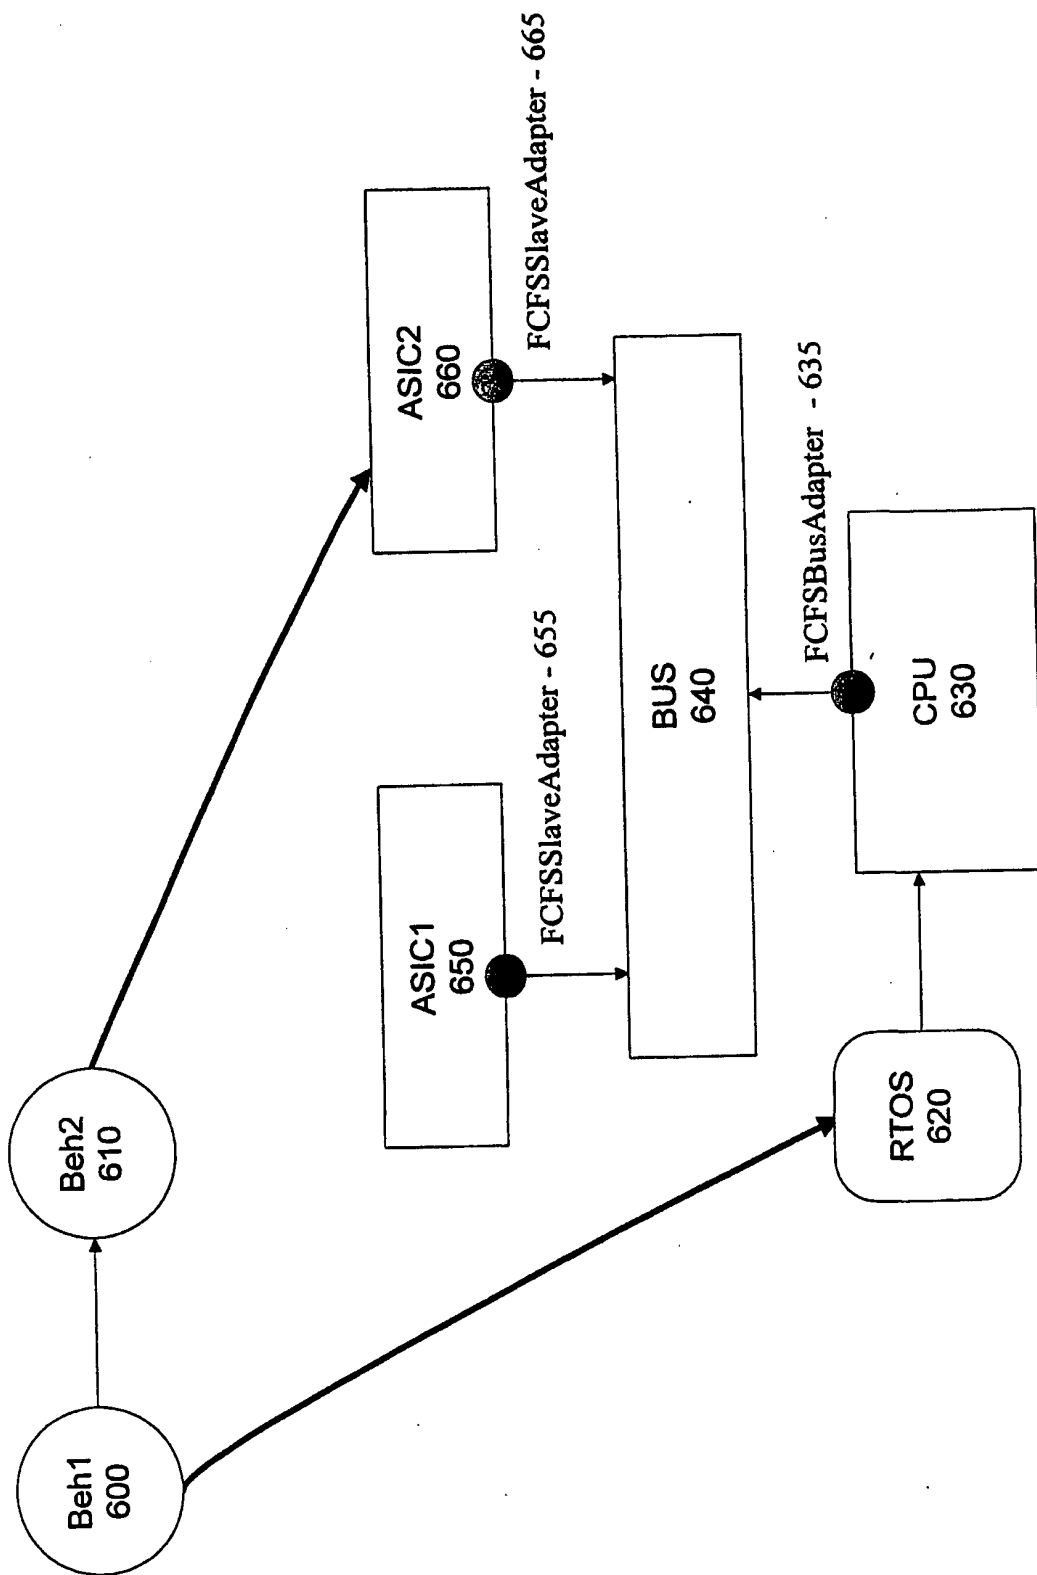 Beh1
600
Beh2
610
ASIC1
650
ASIC2
660
FCFSSlaveAdapter - 655
FCFSSlaveAdapter - 665
BUS
640
FCFSBusAdapter - 635
RTOS
620
CPU
630